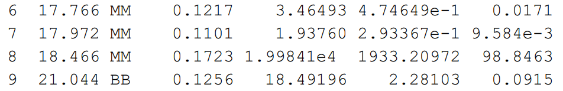 6 17.766 MM 0.1217 3.46493 4.74649e-1 0.0171
7 17.972 MM 0.1101 1.93760 2.93367e-1 9.584e-3
8 18.466 MM 0.1723 1.99841e4 1933.20972 98.8463
9 21.044 BB 0.1256 18.49196 2.28103 0.0915